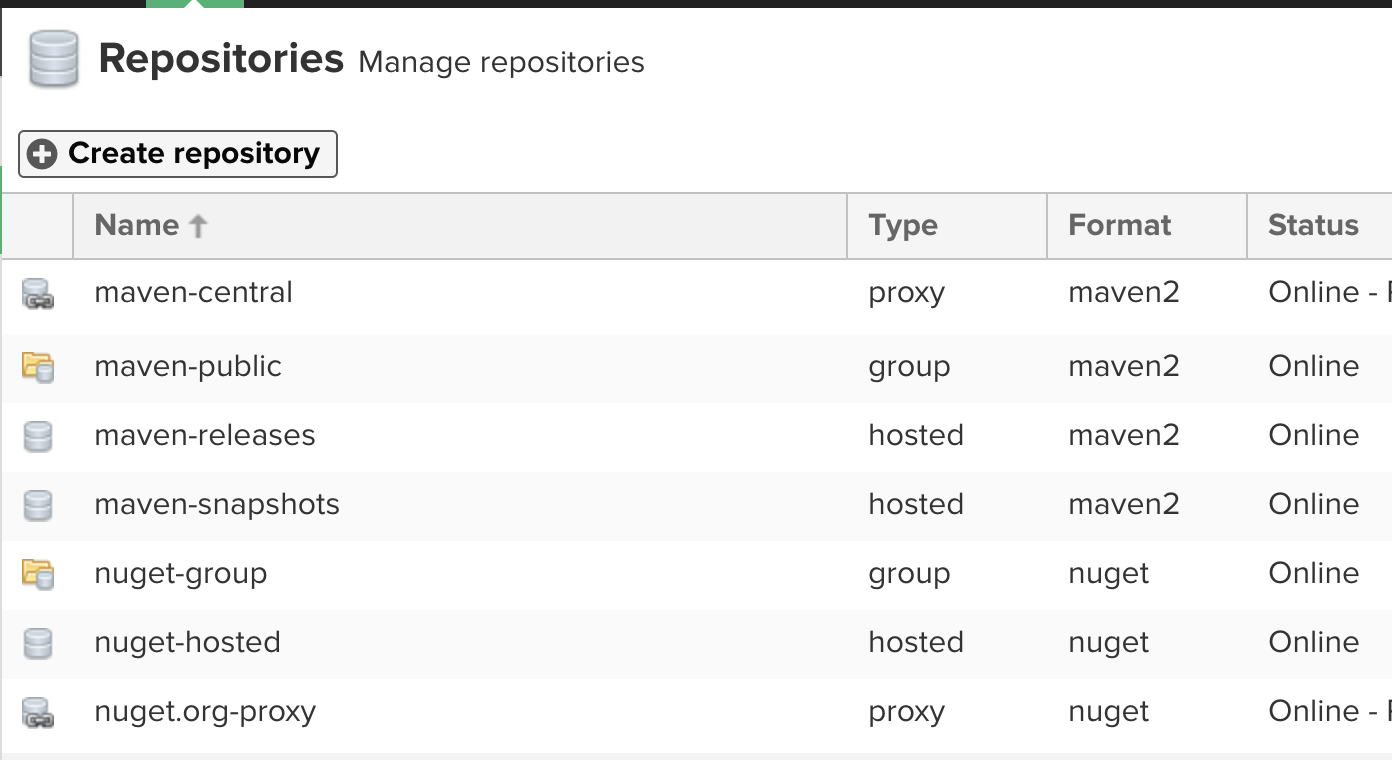 Repositories Manage repositories
Create repository
Name Type Format Status
maven-central proxy maven2 Online -
maven-public group maven2 Online
maven-releases hosted maven2 Online
maven-snapshots hosted maven2 Online
nuget-group group nuget Online
nuget-hosted hosted nuget Online
nuget.org-proxy proxy nuget Online -